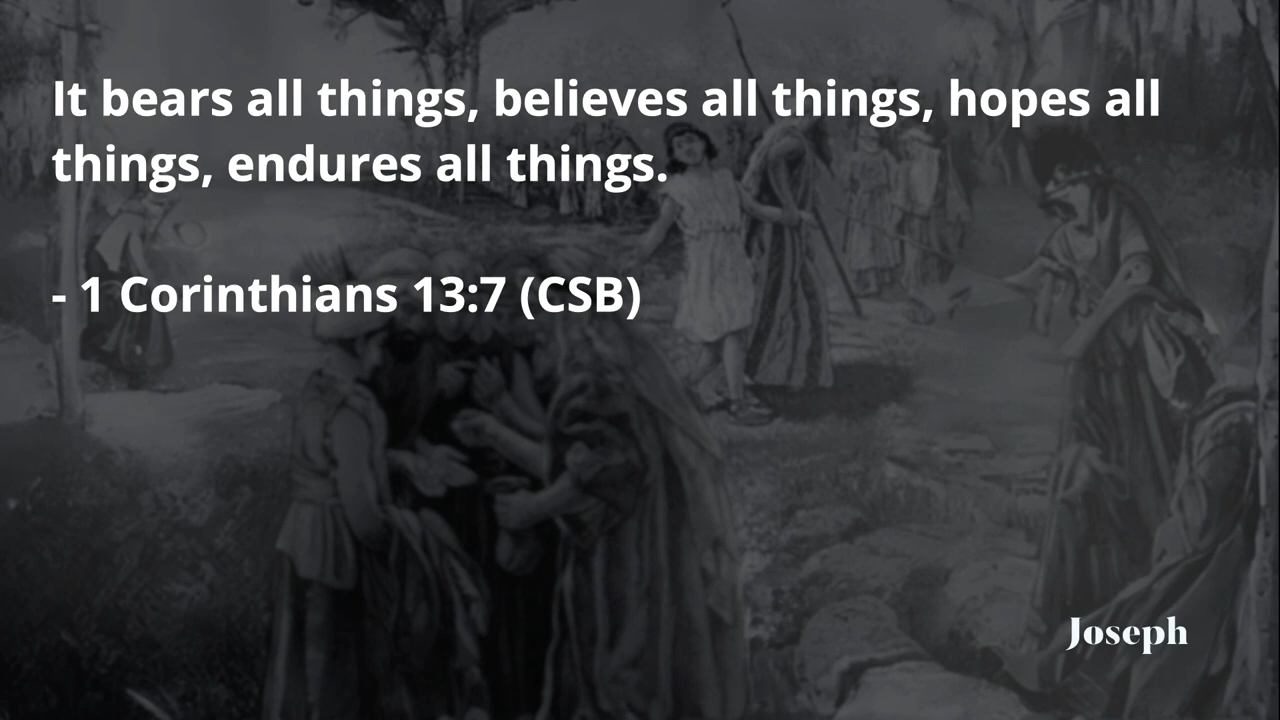 It bears all things, believes all things, hopes all
things, endures all things.
- 1 Corinthians 13:7 (CSB)
Joseph